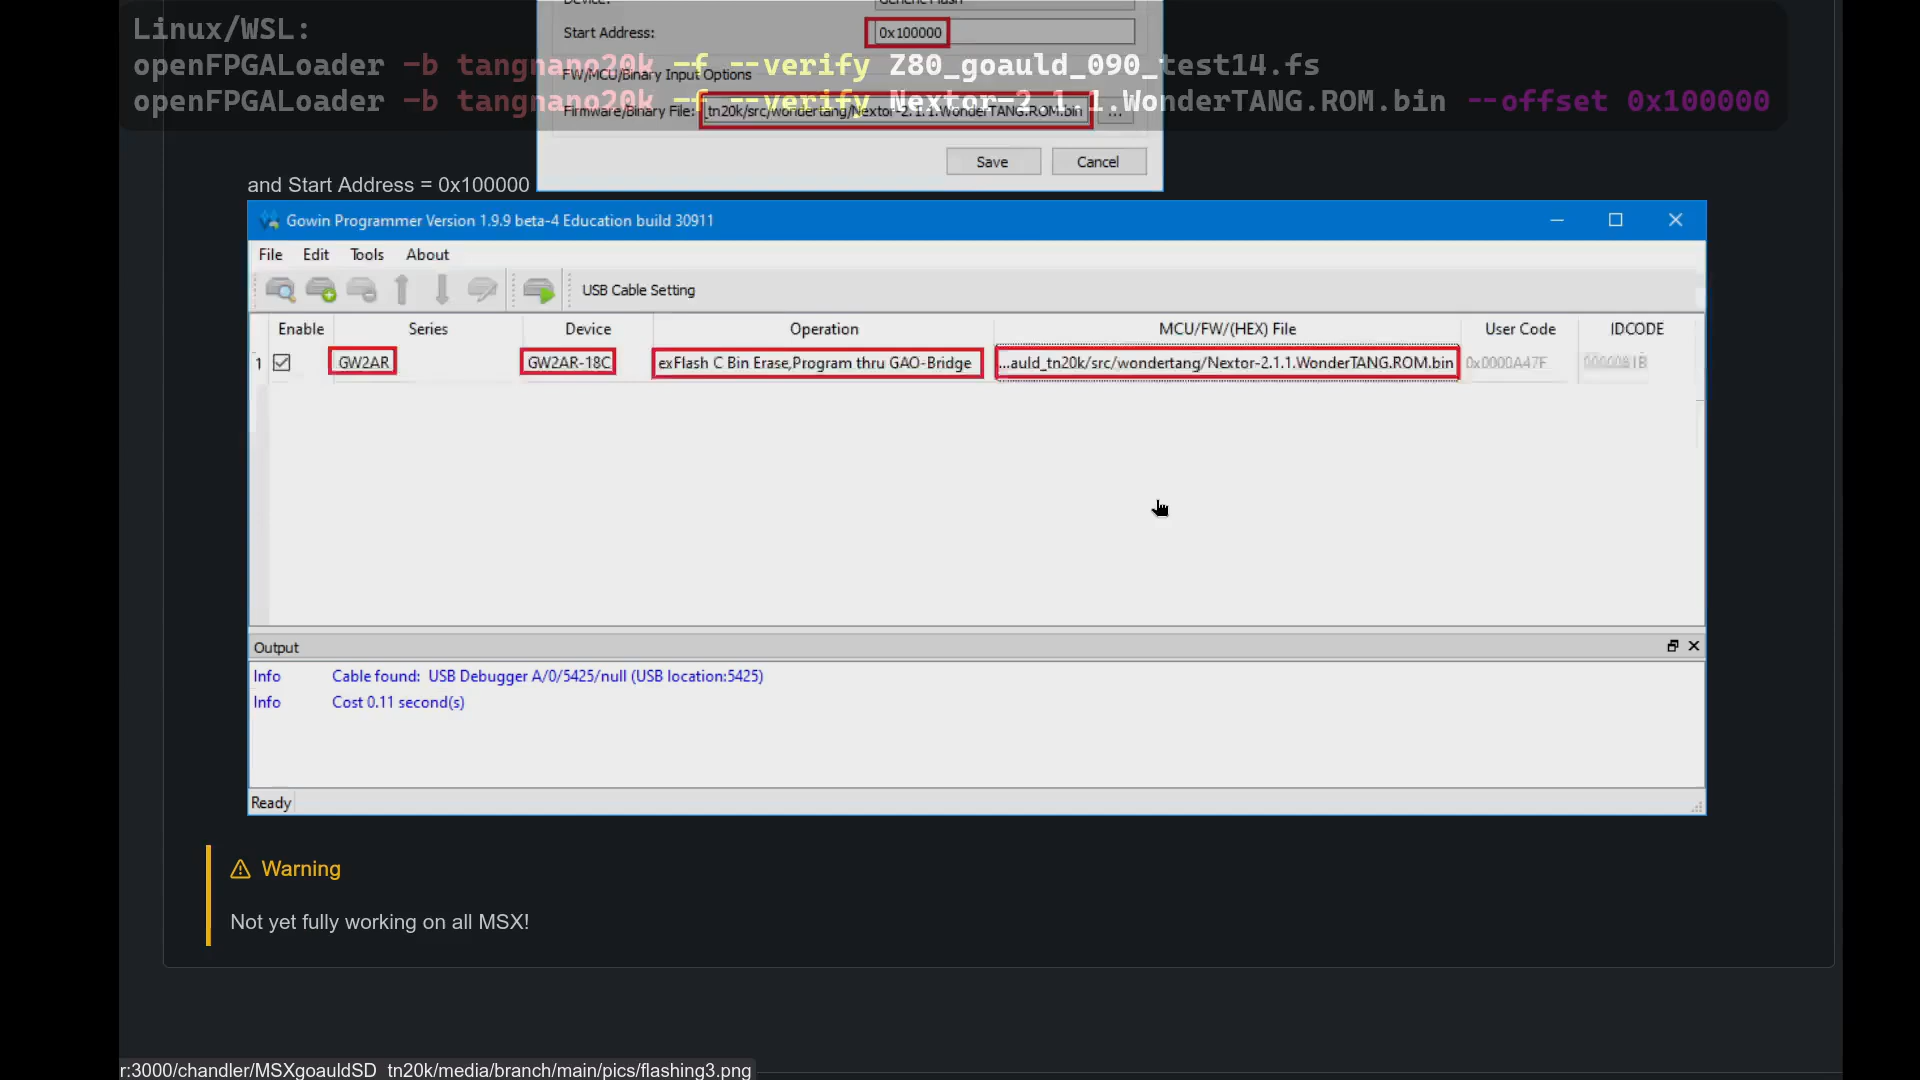 Linux/WSL:
openFPGALoader -b tangnano20k -f --verify Z80_goauld_090_test14.fs
openFPGALoader -b tangnano20k -f --verify Nextor-2.1.1.WonderTANG.ROM.bin --offset 0x100000
Device: Generic Flash
Start Address: 0x100000
FW/MCU/Binary Input Options
Firmware/Binary File: _tn20k/src/wondertang/Nextor-2.1.1.WonderTANG.ROM.bin ...
Save Cancel
and Start Address = 0x100000
Gowin Programmer Version 1.9.9 beta-4 Education build 30911
File Edit Tools About
USB Cable Setting
Enable Series Device Operation MCU/FW/(HEX) File User Code IDCODE
1 GW2AR GW2AR-18C exFlash C Bin Erase,Program thru GAO-Bridge ...auld_tn20k/src/wondertang/Nextor-2.1.1.WonderTANG.ROM.bin
Output
Info Cable found: USB Debugger A/0/5425/null (USB location:5425)
Info Cost 0.11 second(s)
Ready
Warning
Not yet fully working on all MSX!
r:3000/chandler/MSXgoauldSD_tn20k/media/branch/main/pics/flashing3.png